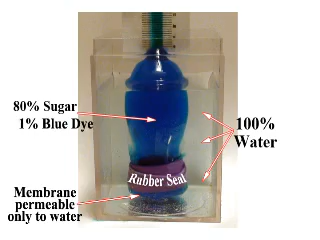 80% Sugar
1% Blue Dye
100%
Water
Rubber Seal
Membrane
permeable
only to water